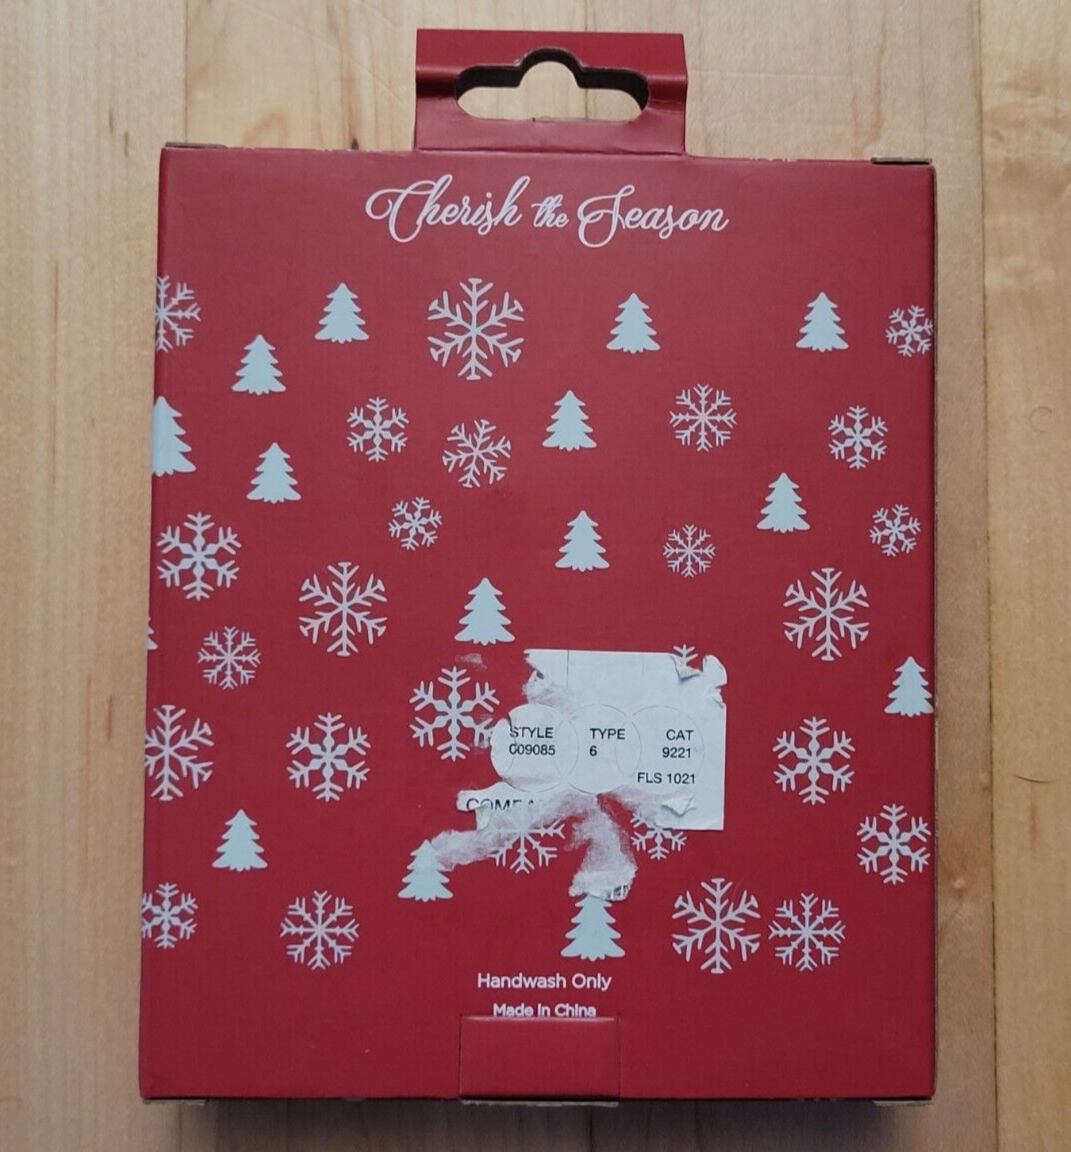 Cherish the Season
STYLE TYPE CAT
009085 6 9221
FLS 1021
Handwash Only
Made in China